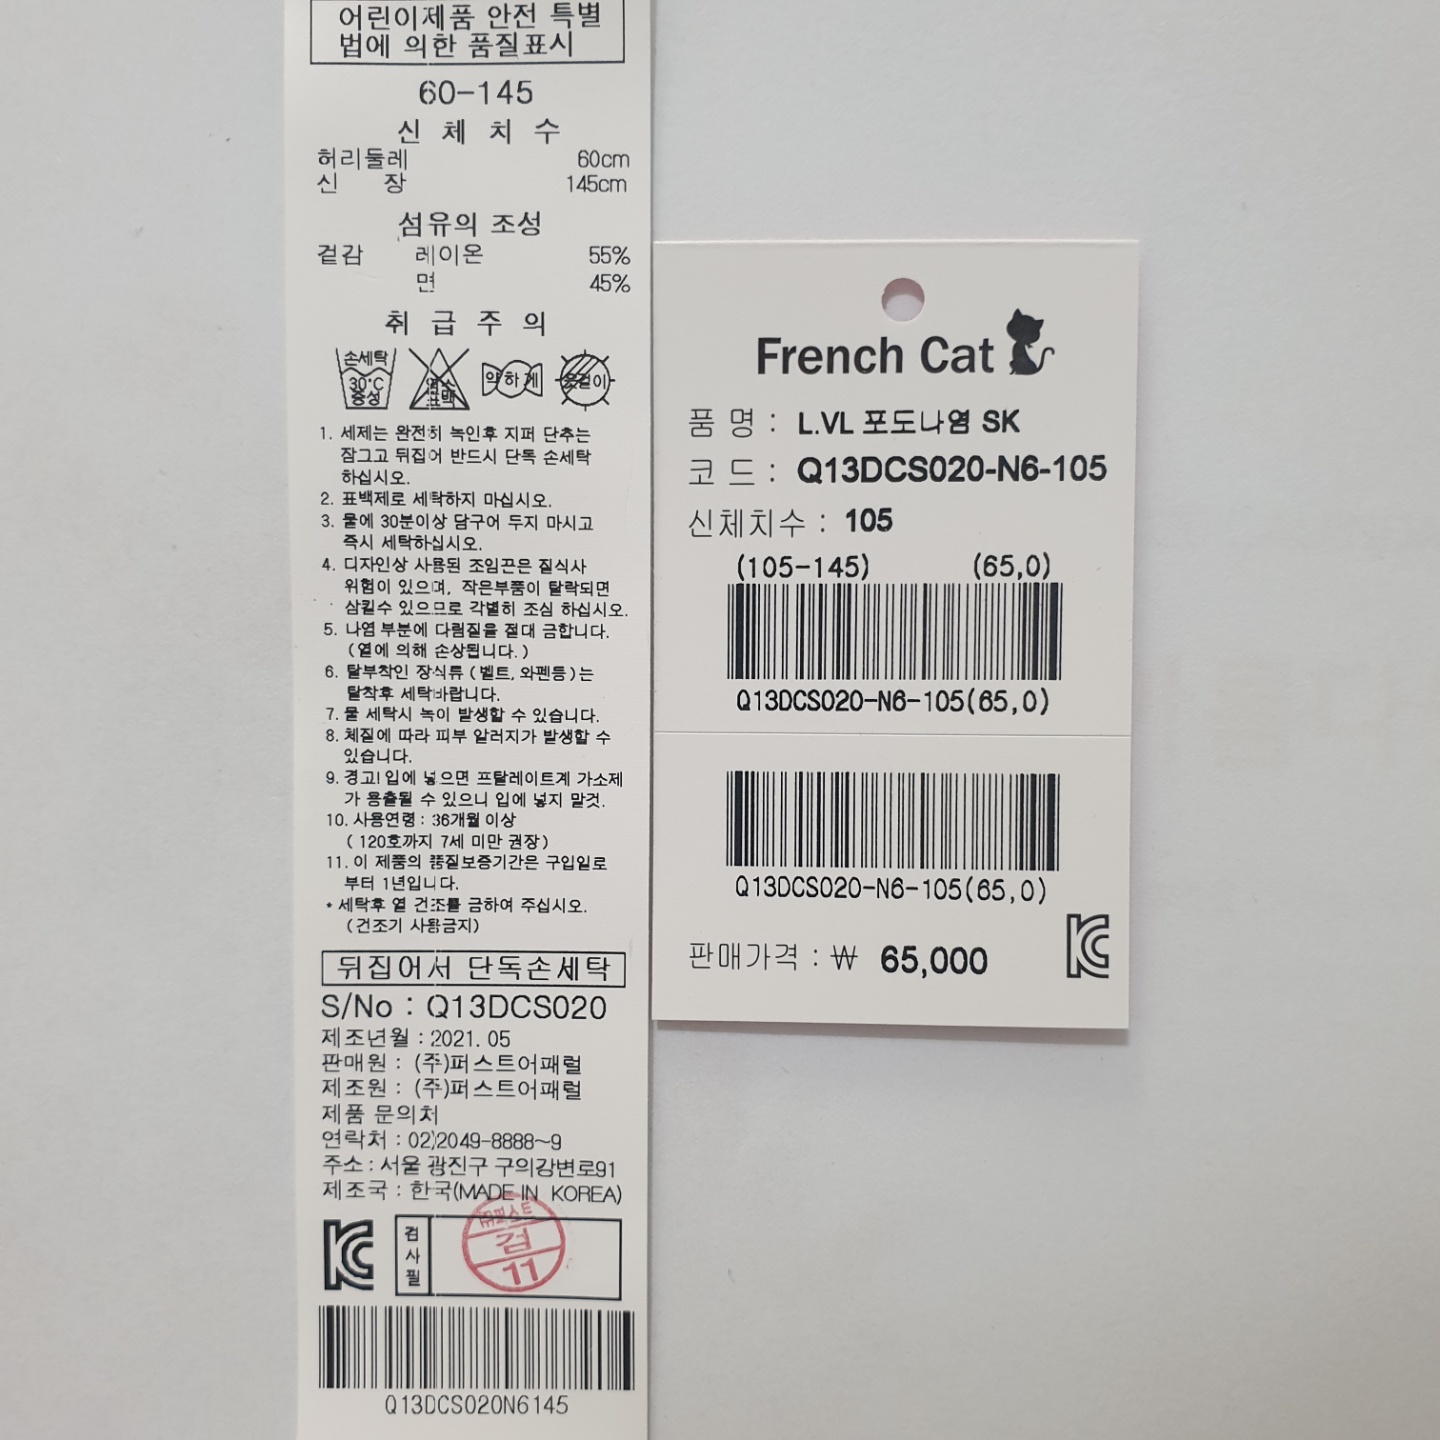 어린이제품 안전 특별
법에 의한 품질표시
60-145
신 체 치 수
허리둘레 60cm
신 장 145cm
섬유의 조성
겉감 레이온 55%
면 45%
취 급 주 의
손세탁 30°C 중성
염소 표백
약하게
옷걸이
1. 세제는 완전히 녹인후 지퍼 단추는
잠그고 뒤집어 반드시 단독 손세탁
하십시오.
2. 표백제로 세탁하지 마십시오.
3. 물에 30분이상 담구어 두지 마시고
즉시 세탁하십시오.
4. 디자인상 사용된 조임끈은 질식사
위험이 있으며, 작은부품이 탈락되면
삼킬수 있으므로 각별히 조심 하십시오.
5. 나염 부분에 다림질을 절대 금합니다.
(열에 의해 손상됩니다.)
6. 탈부착인 장식류 (벨트, 와펜등)는
탈착후 세탁바랍니다.
7. 물 세탁시 녹이 발생할 수 있습니다.
8. 체질에 따라 피부 알러지가 발생할 수
있습니다.
9. 경고! 입에 넣으면 프탈레이트계 가소제
가 용출될 수 있으니 입에 넣지 말것.
10. 사용연령 : 36개월 이상
( 120호까지 7세 미만 권장)
11. 이 제품의 품질보증기간은 구입일로
부터 1년입니다.
* 세탁후 열 건조를 금하여 주십시오.
(건조기 사용금지)
뒤집어서 단독손세탁
S/No : Q13DCS020
제조년월 : 2021. 05
판매원 : (주)퍼스트어패럴
제조원 : (주)퍼스트어패럴
제품 문의처
연락처 : 02)2049-8888~9
주소 : 서울 광진구 구의강변로91
제조국 : 한국(MADE IN KOREA)
KC
검사필
㈜퍼스트
검
11
Q13DCS020N6145
French Cat
품 명 : L.VL 포도나염 SK
코 드 : Q13DCS020-N6-105
신체치수 : 105
(105-145) (65,0)
Q13DCS020-N6-105(65,0)
Q13DCS020-N6-105(65,0)
판매가격 : ₩ 65,000
KC